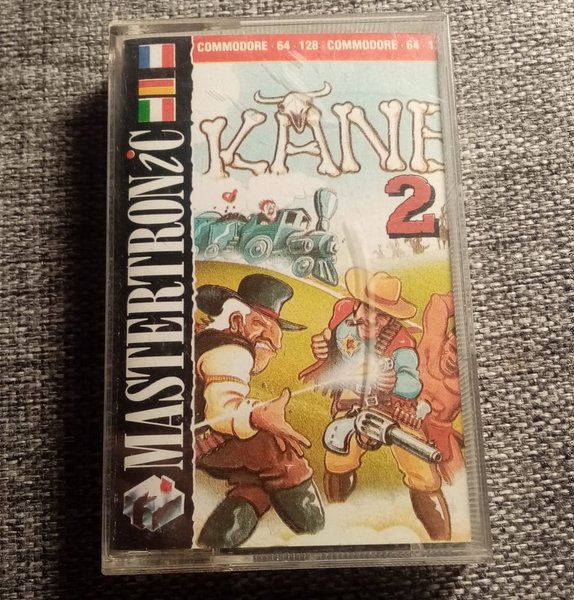 COMMODORE · 64 · 128 · COMMODORE · 64 · 1
KANE
2
MASTERTRONiC